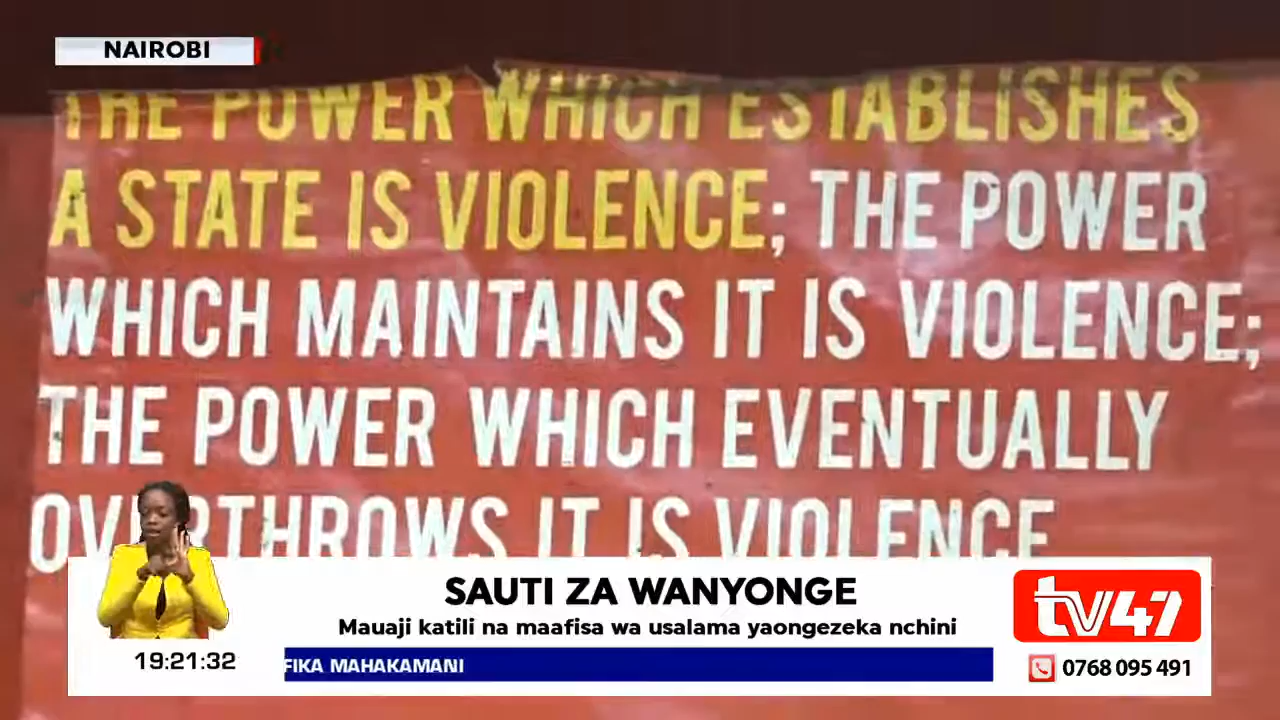 NAIROBI
THE POWER WHICH ESTABLISHES
A STATE IS VIOLENCE; THE POWER
WHICH MAINTAINS IT IS VIOLENCE;
THE POWER WHICH EVENTUALLY
OVERTHROWS IT IS VIOLENCE
SAUTI ZA WANYONGE
Mauaji katili na maafisa wa usalama yaongezeka nchini
tv47
19:21:32
FIKA MAHAKAMANI
0768 095 491